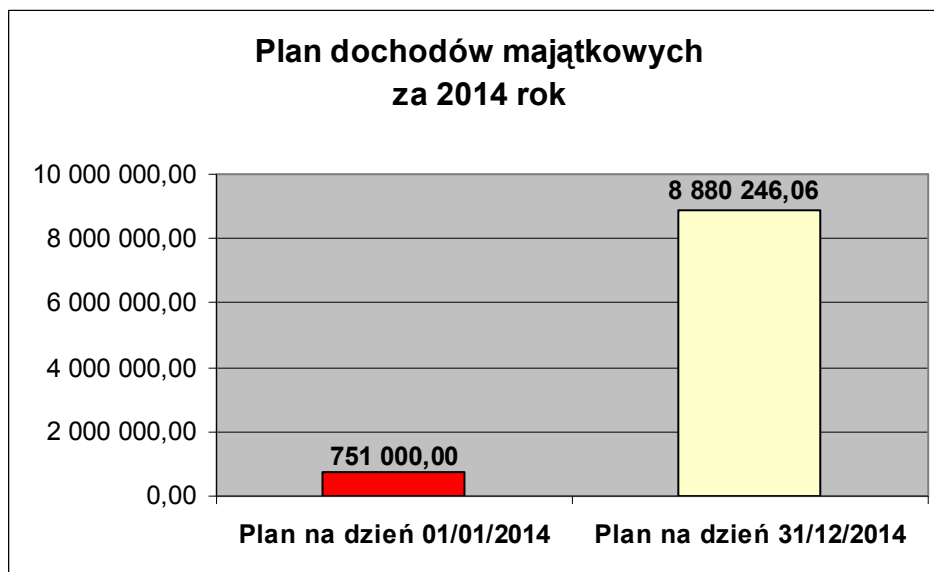 Plan dochodów majątkowych
za 2014 rok
10 000 000,00
8 880 246,06
8 000 000,00
6 000 000,00
4 000 000,00
2 000 000,00
751 000,00
0,00
Plan na dzień 01/01/2014
Plan na dzień 31/12/2014